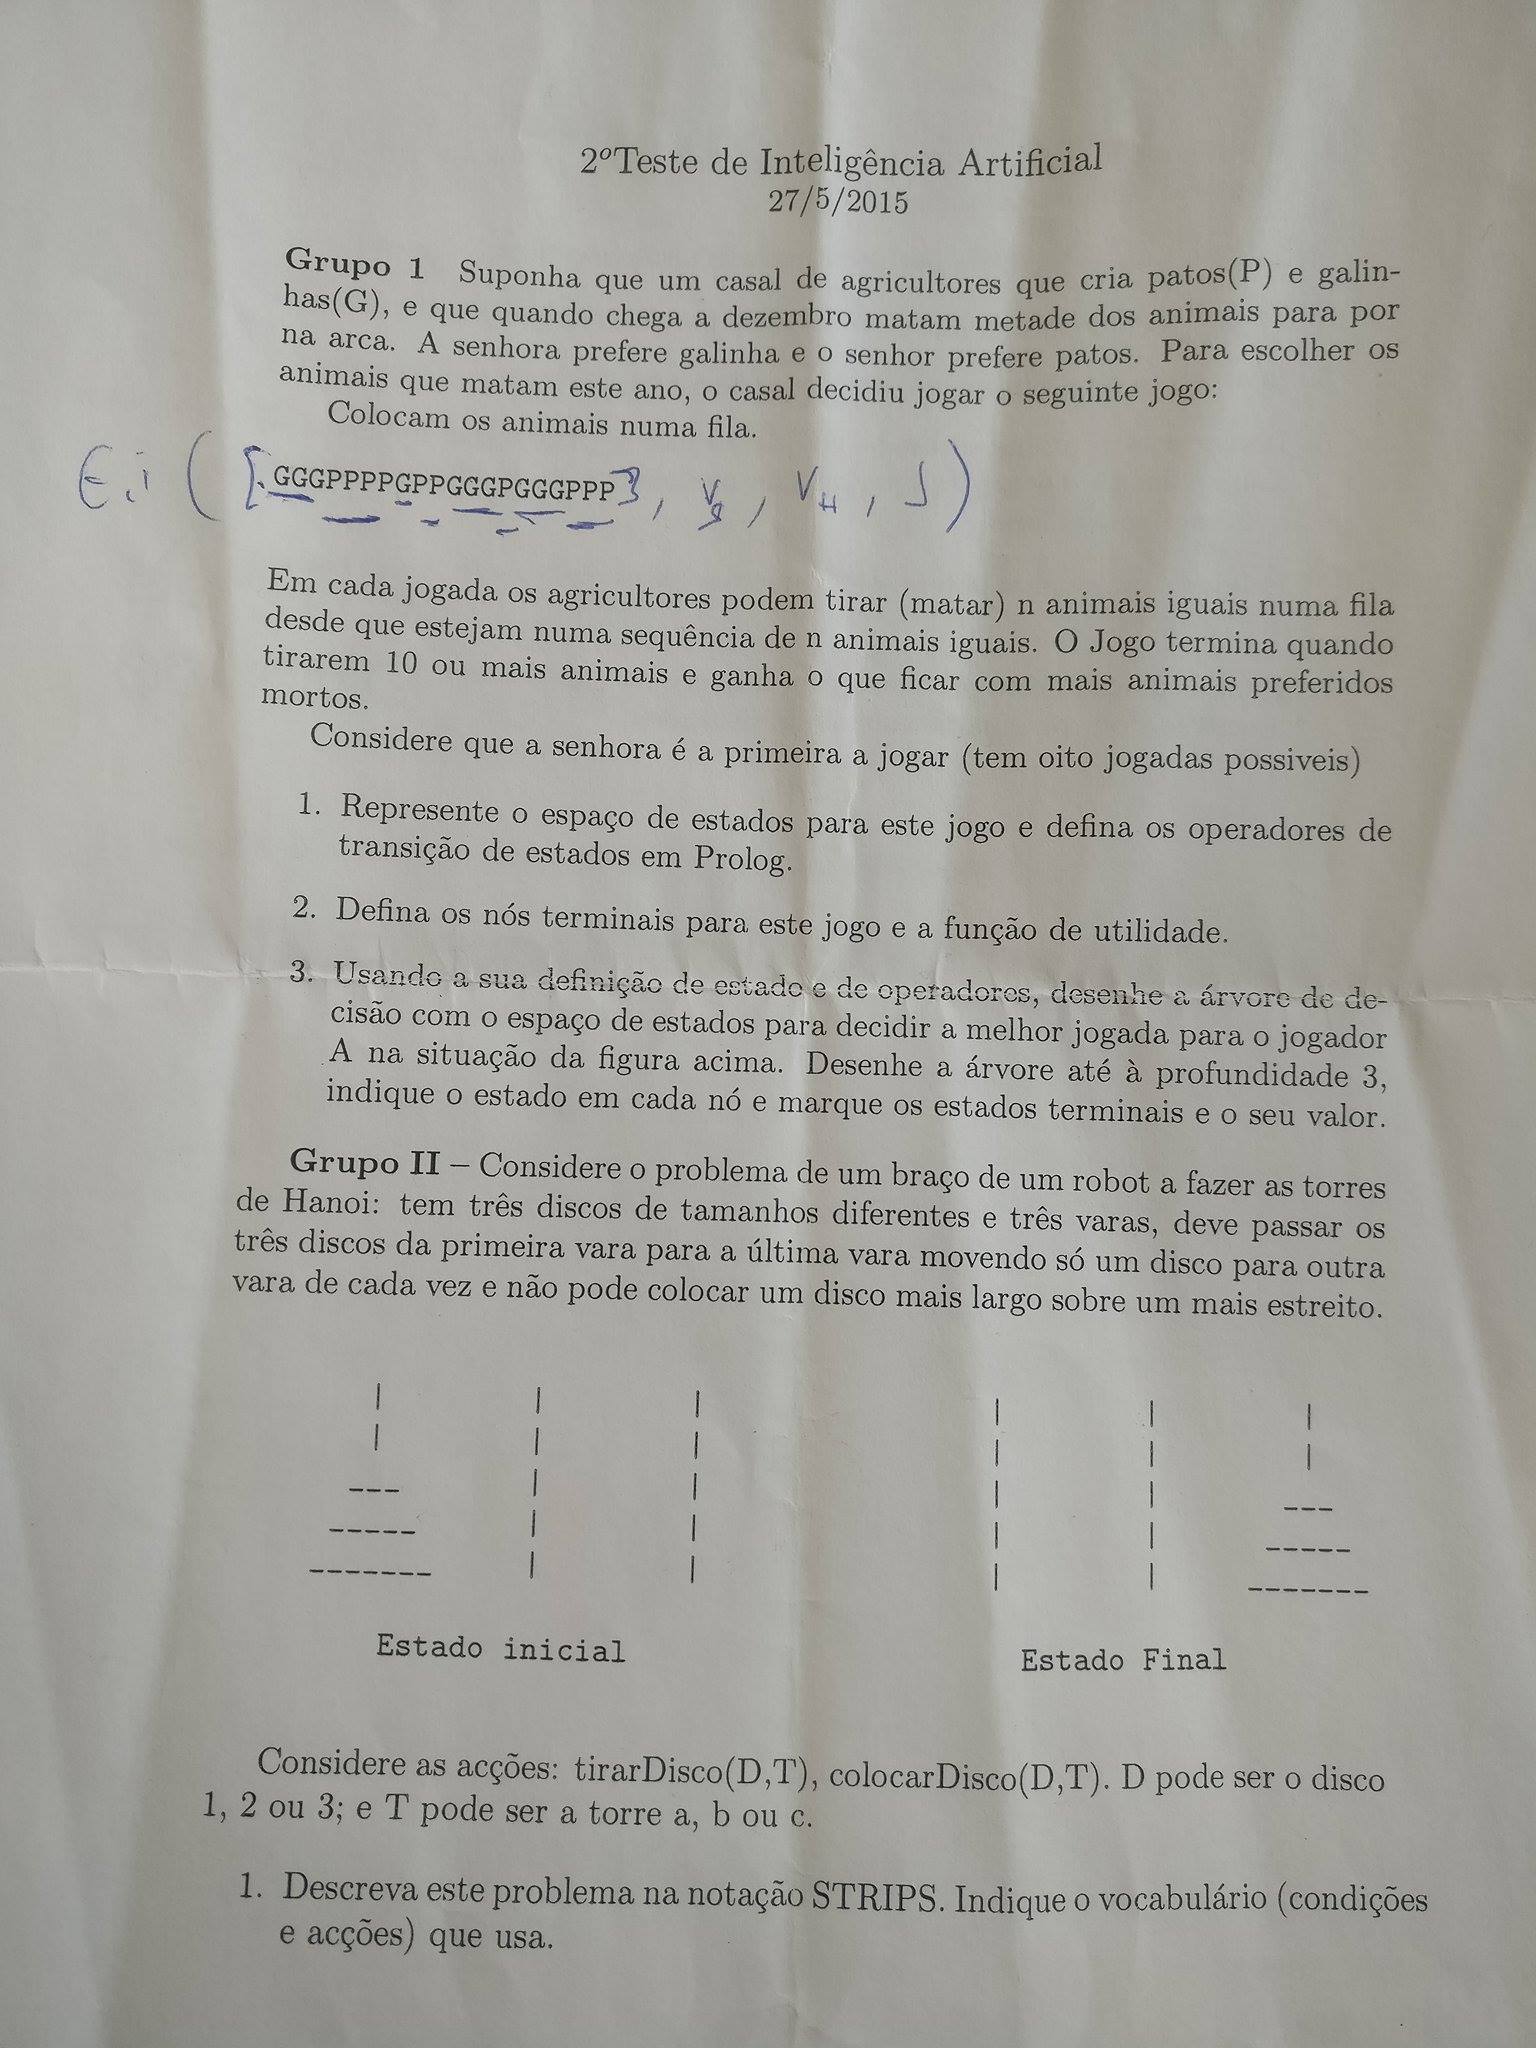 2ºTeste de Inteligência Artificial
27/5/2015
Grupo 1 Suponha que um casal de agricultores que cria patos(P) e galin-
has(G), e que quando chega a dezembro matam metade dos animais para por
na arca. A senhora prefere galinha e o senhor prefere patos. Para escolher os
animais que matam este ano, o casal decidiu jogar o seguinte jogo:
Colocam os animais numa fila.
E.i ( [. GGGPPPPGPPGGGPGGGPPP ] , V , V H , J )
Em cada jogada os agricultores podem tirar (matar) n animais iguais numa fila
desde que estejam numa sequência de n animais iguais. O Jogo termina quando
tirarem 10 ou mais animais e ganha o que ficar com mais animais preferidos
mortos.
Considere que a senhora é a primeira a jogar (tem oito jogadas possiveis)
1. Represente o espaço de estados para este jogo e defina os operadores de
transição de estados em Prolog.
2. Defina os nós terminais para este jogo e a função de utilidade.
3. Usando a sua definição de estado e de operadores, desenhe a árvore de de-
cisão com o espaço de estados para decidir a melhor jogada para o jogador
A na situação da figura acima. Desenhe a árvore até à profundidade 3,
indique o estado em cada nó e marque os estados terminais e o seu valor.
Grupo II – Considere o problema de um braço de um robot a fazer as torres
de Hanoi: tem três discos de tamanhos diferentes e três varas, deve passar os
três discos da primeira vara para a última vara movendo só um disco para outra
vara de cada vez e não pode colocar um disco mais largo sobre um mais estreito.
Estado inicial
Estado Final
Considere as acções: tirarDisco(D,T), colocarDisco(D,T). D pode ser o disco
1, 2 ou 3; e T pode ser a torre a, b ou c.
1. Descreva este problema na notação STRIPS. Indique o vocabulário (condições
e acções) que usa.